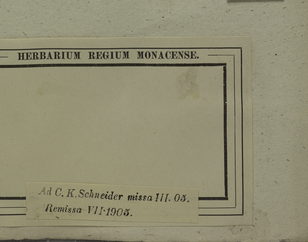 HERBARIUM REGIUM MONACENSE.
Ad C. K. Schneider missa III. 05.
Remissa VII·1905.